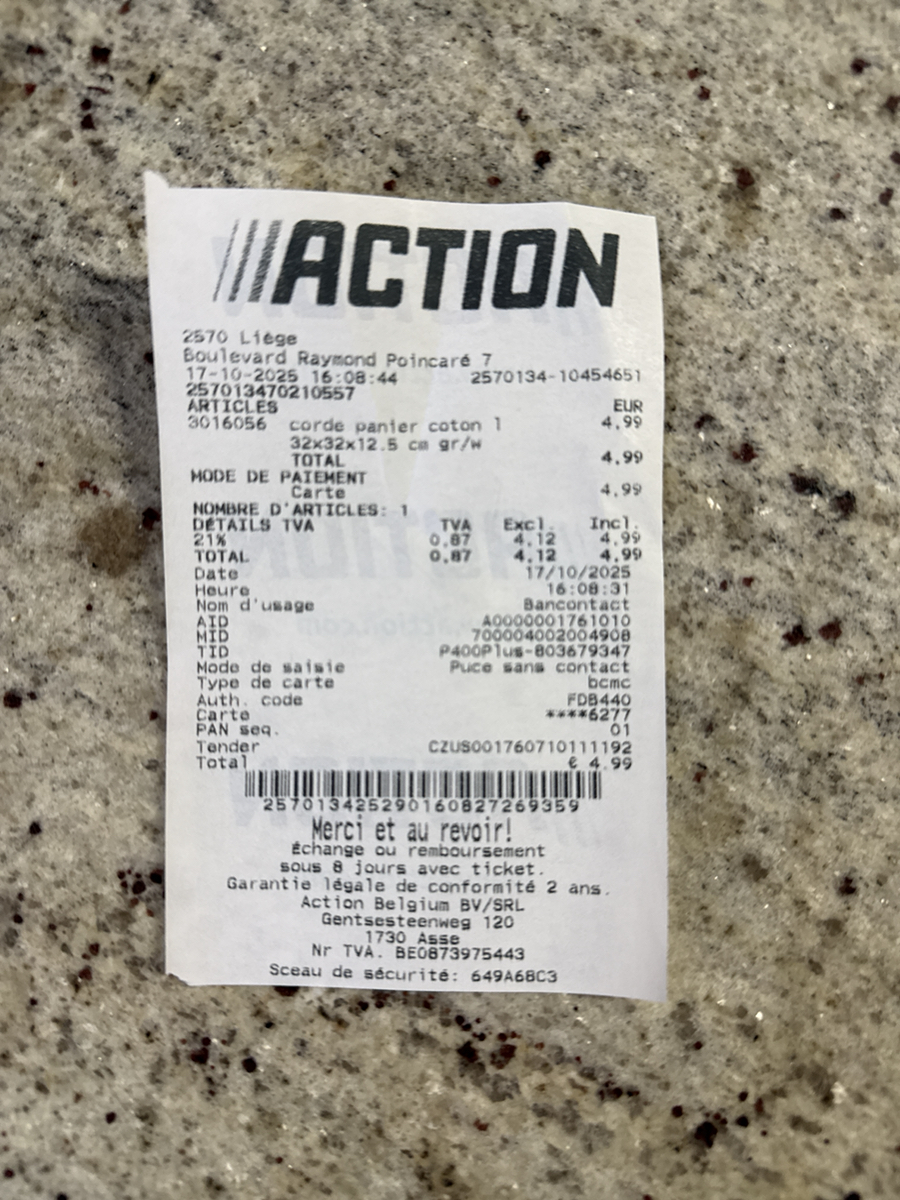 ACTION
2570 Liège
Boulevard Raymond Poincaré 7
17-10-2025 16:08:44 2570134-10454651
257013470210557
ARTICLES EUR
3016056 corde panier coton 1 4,99
32x32x12.5 cm gr/w
TOTAL 4,99
MODE DE PAIEMENT
Carte 4,99
NOMBRE D'ARTICLES: 1
DÉTAILS TVA TVA Excl. Incl.
21% 0,87 4,12 4,99
TOTAL 0,87 4,12 4,99
Date 17/10/2025
Heure 16:08:31
Nom d'usage Bancontact
AID A0000001761010
MID 700004002004908
TID P400Plus-803679347
Mode de saisie Puce sans contact
Type de carte bcmc
Auth. code FDB440
Carte ****6277
PAN seq. 01
Tender CZUS001760710111192
Total € 4.99
257013425290160827269359
Merci et au revoir!
Échange ou remboursement
sous 8 jours avec ticket.
Garantie légale de conformité 2 ans.
Action Belgium BV/SRL
Gentsesteenweg 120
1730 Asse
Nr TVA. BE0873975443
Sceau de sécurité: 649A68C3